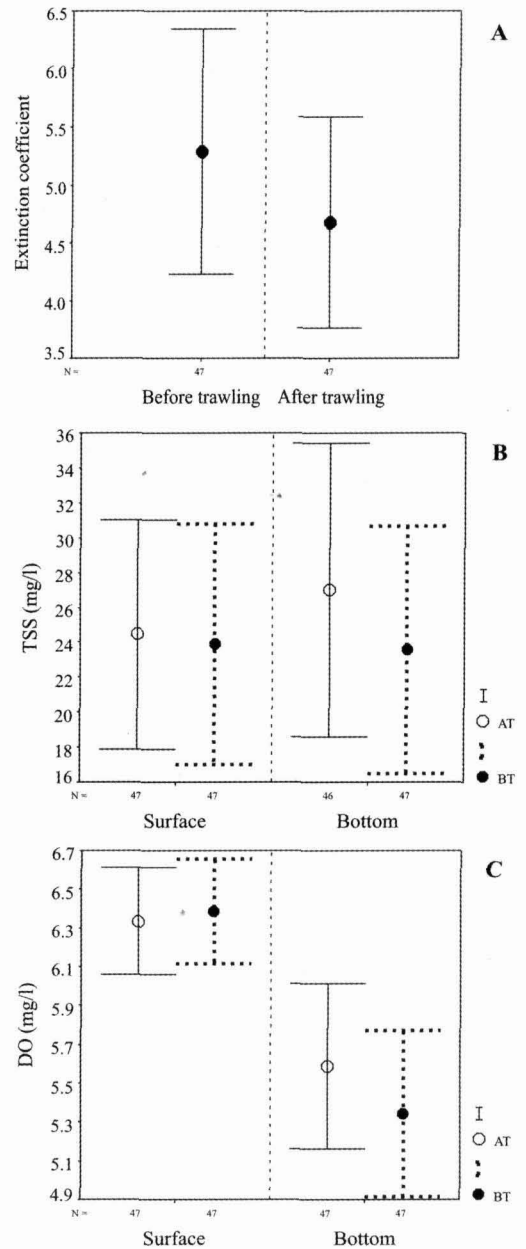 A
Extinction coefficient
6.5
6.0
5.5
5.0
4.5
4.0
3.5
N = 47 47
Before trawling After trawling
B
TSS (mg/l)
36
34
32
30
28
26
24
22
20
18
16
AT
BT
N = 47 47 46 47
Surface Bottom
C
DO (mg/l)
6.7
6.5
6.3
6.1
5.9
5.7
5.5
5.3
5.1
4.9
AT
BT
N = 47 47 47 47
Surface Bottom